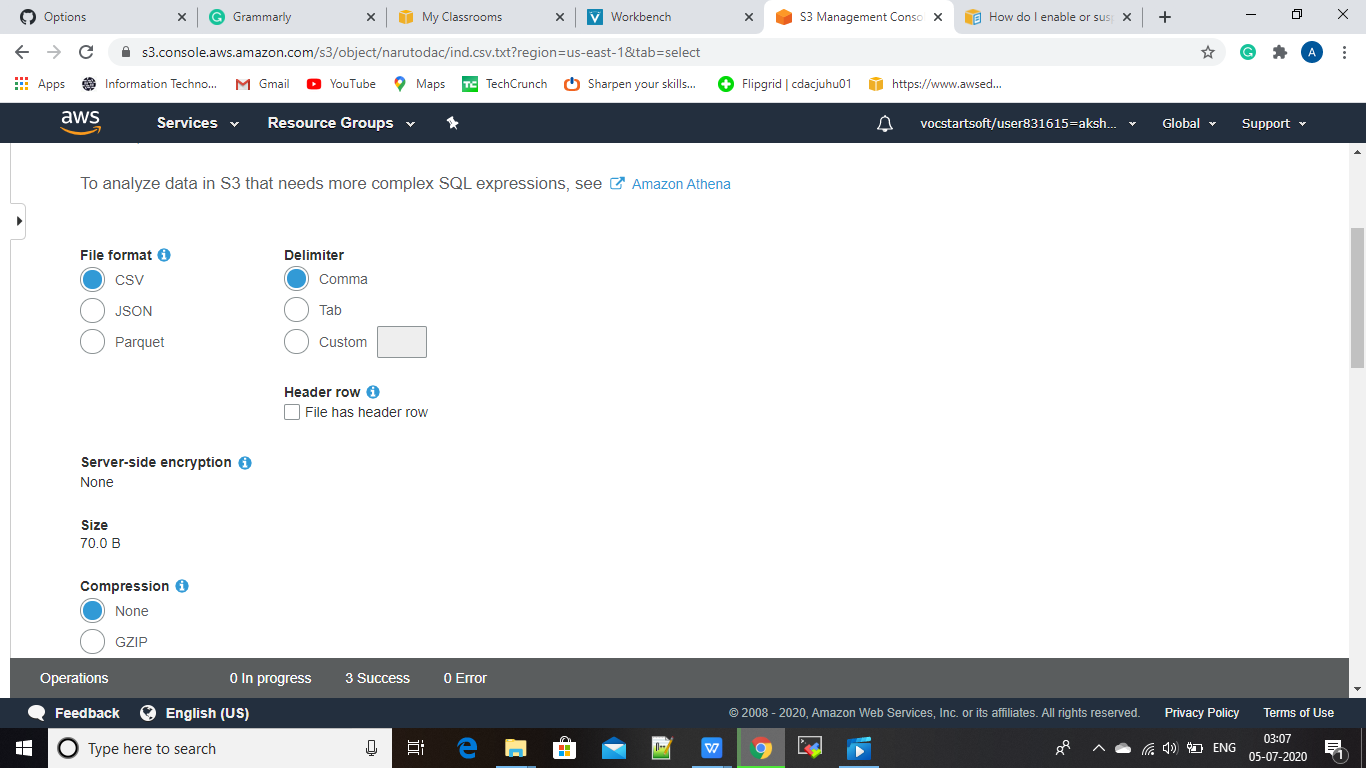 Options
Grammarly
My Classrooms
Workbench
S3 Management Conso
How do I enable or susp
s3.console.aws.amazon.com/s3/object/narutodac/ind.csv.txt?region=us-east-1&tab=select
A
Apps
Information Techno...
Gmail
YouTube
Maps
TechCrunch
Sharpen your skills...
Flipgrid | cdacjuhu01
https://www.awsed...
aws
Services
Resource Groups
vocstartsoft/user831615=aksh...
Global
Support
To analyze data in S3 that needs more complex SQL expressions, see Amazon Athena
File format
Delimiter
CSV
Comma
JSON
Tab
Parquet
Custom
Header row
File has header row
Server-side encryption
None
Size
70.0 B
Compression
None
GZIP
Operations 0 In progress 3 Success 0 Error
Feedback English (US) © 2008 - 2020, Amazon Web Services, Inc. or its affiliates. All rights reserved. Privacy Policy Terms of Use
Type here to search
ENG
03:07
05-07-2020
1